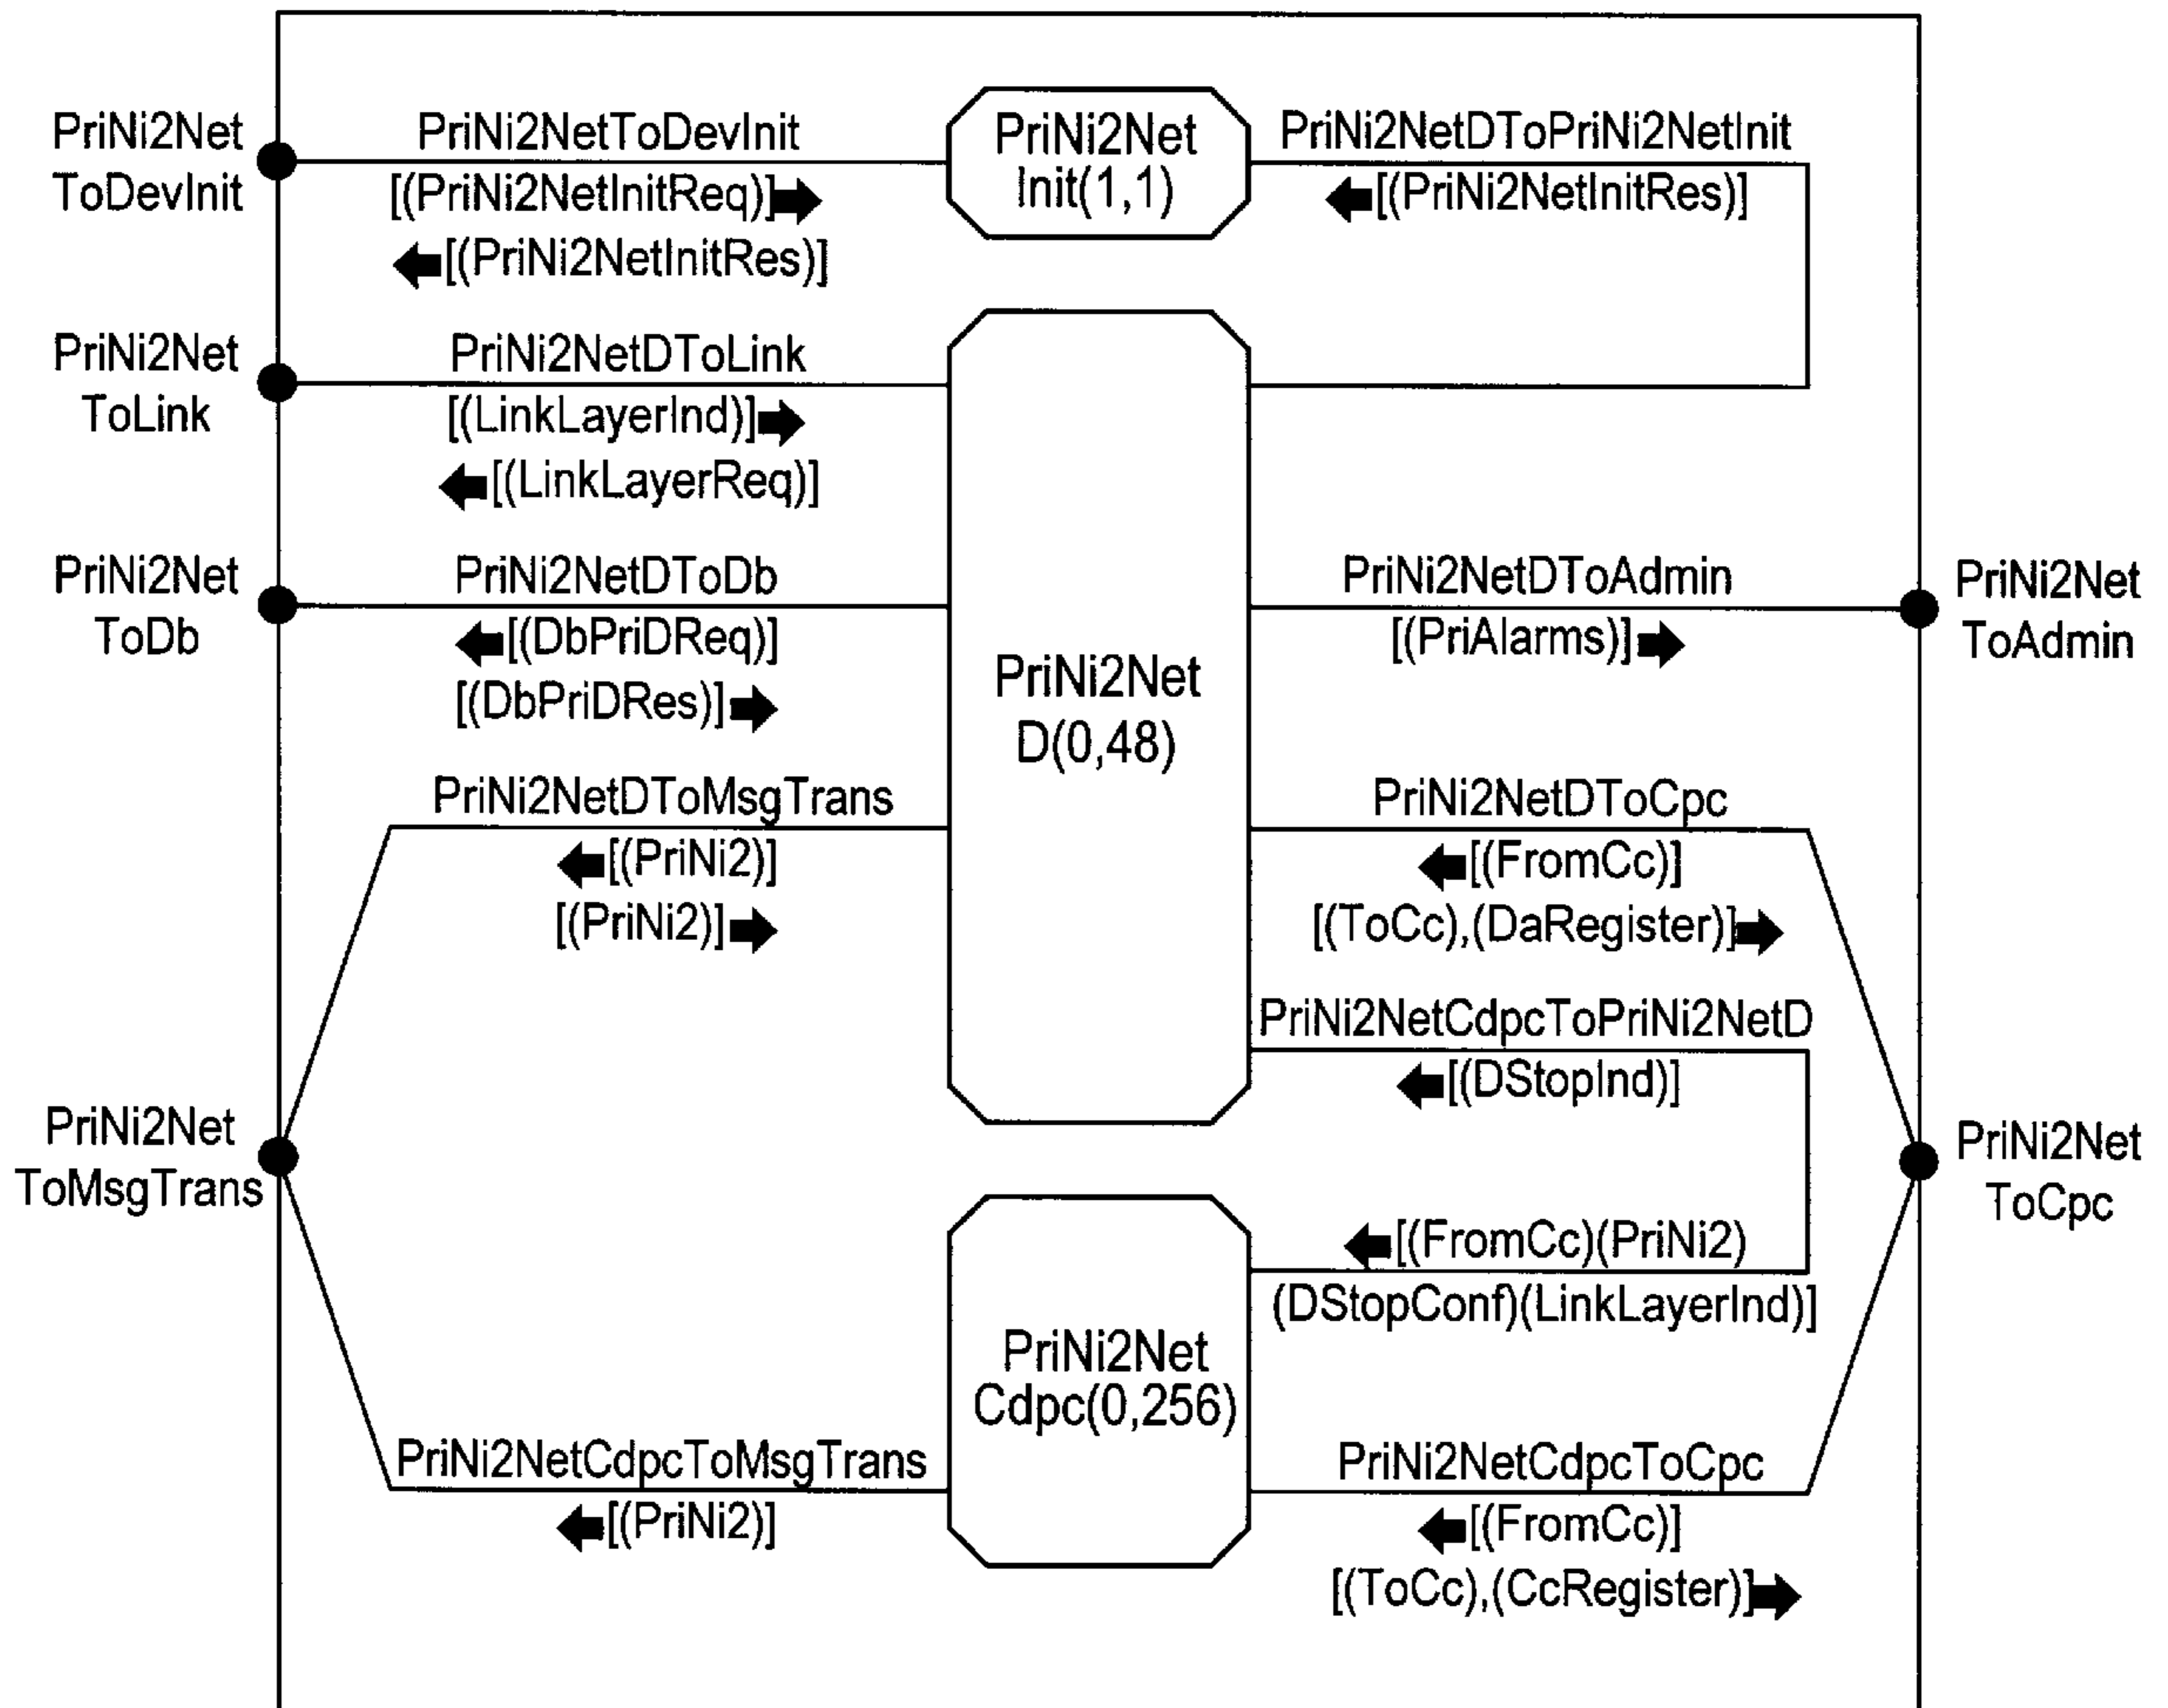 PriNi2Net
ToDevInit
PriNi2NetToDevInit
[(PriNi2NetInitReq)]
[(PriNi2NetInitRes)]
PriNi2Net
Init(1,1)
PriNi2NetDToPriNi2NetInit
[(PriNi2NetInitRes)]
PriNi2Net
ToLink
PriNi2NetDToLink
[(LinkLayerInd)]
[(LinkLayerReq)]
PriNi2Net
ToDb
PriNi2NetDToDb
[(DbPriDReq)]
[(DbPriDRes)]
PriNi2Net
D(0,48)
PriNi2NetDToAdmin
[(PriAlarms)]
PriNi2Net
ToAdmin
PriNi2NetDToMsgTrans
[(PriNi2)]
[(PriNi2)]
PriNi2NetDToCpc
[(FromCc)]
[(ToCc),(DaRegister)]
PriNi2NetCdpcToPriNi2NetD
[(DStopInd)]
PriNi2Net
ToMsgTrans
PriNi2Net
ToCpc
[(FromCc)(PriNi2)
(DStopConf)(LinkLayerInd)]
PriNi2Net
Cdpc(0,256)
PriNi2NetCdpcToMsgTrans
[(PriNi2)]
PriNi2NetCdpcToCpc
[(FromCc)]
[(ToCc),(CcRegister)]